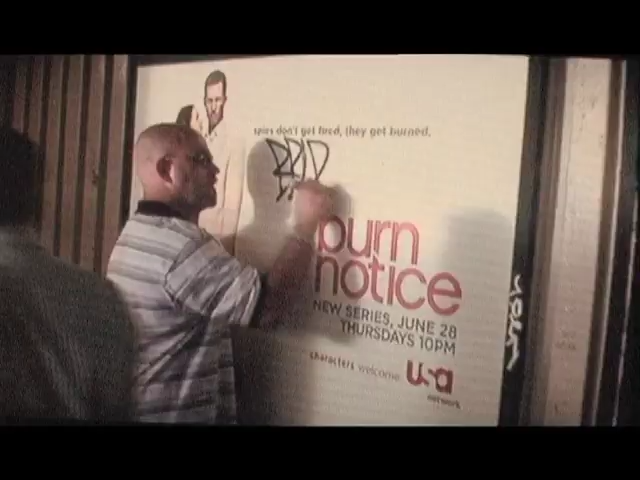 spies don't get fired, they get burned.
burn
notice
NEW SERIES, JUNE 28
THURSDAYS 10PM
characters welcome.
usa
network